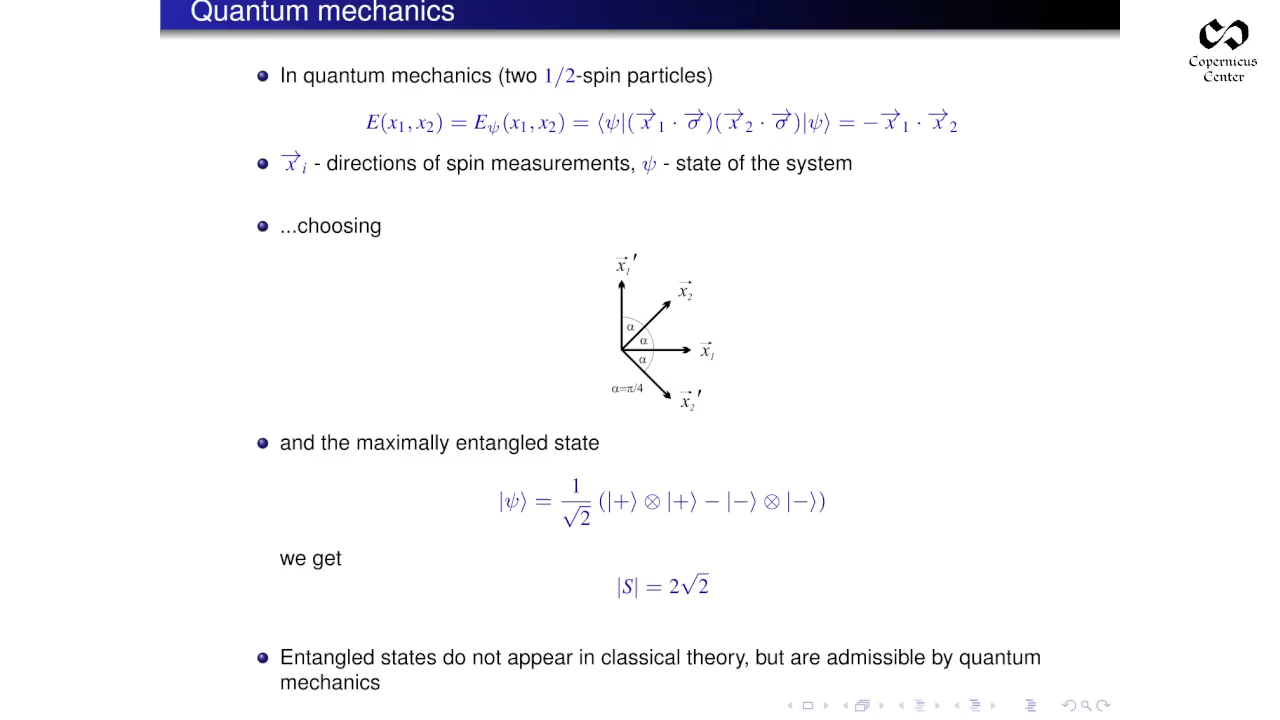 Quantum mechanics
Copernicus
Center
In quantum mechanics (two 1/2-spin particles)
E(x₁, x₂) = E_ψ(x₁, x₂) = ⟨ψ|(x⃗₁ · σ⃗)(x⃗₂ · σ⃗)|ψ⟩ = −x⃗₁ · x⃗₂
x⃗ᵢ - directions of spin measurements, ψ - state of the system
...choosing
x⃗₁′
x⃗₂
α
α
x⃗₁
α
α=π/4
x⃗₂′
and the maximally entangled state
|ψ⟩ = 1/√2 (|+⟩ ⊗ |+⟩ − |−⟩ ⊗ |−⟩)
we get
|S| = 2√2
Entangled states do not appear in classical theory, but are admissible by quantum
mechanics